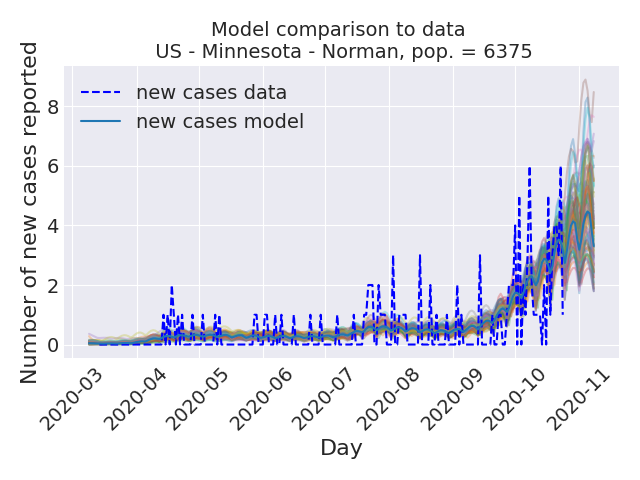 Model comparison to data
US - Minnesota - Norman, pop. = 6375
Number of new cases reported
8
6
4
2
0
new cases data
new cases model
2020-03
2020-04
2020-05
2020-06
2020-07
2020-08
2020-09
2020-10
2020-11
Day